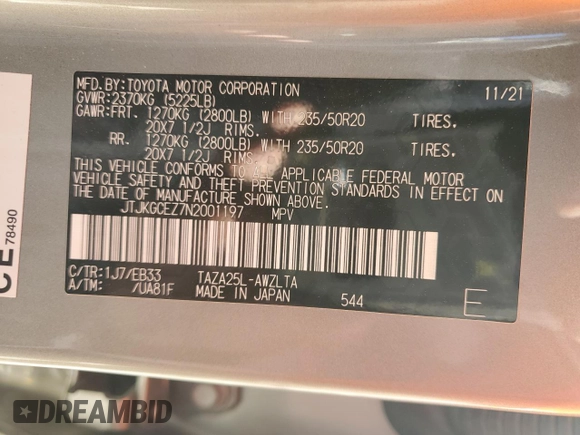 MFD.BY:TOYOTA MOTOR CORPORATION 11/21
GVWR:2370KG (5225LB)
GAWR:FRT. 1270KG (2800LB) WITH 235/50R20 TIRES,
20X7 1/2J RIMS.
RR. 1270KG (2800LB) WITH 235/50R20 TIRES,
20X7 1/2J RIMS.
THIS VEHICLE CONFORMS TO ALL APPLICABLE FEDERAL MOTOR
VEHICLE SAFETY AND THEFT PREVENTION STANDARDS IN EFFECT ON
THE DATE OF MANUFACTURE SHOWN ABOVE.
JTJKGCEZ7N2001197 MPV
C/TR:1J7/EB33 TAZA25L-AWZLTA
A/TM: /UA81F MADE IN JAPAN 544 E
CE
78490
DREAMBID